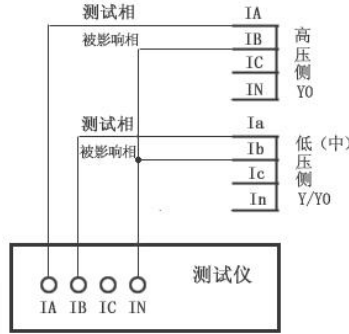 测试相 IA
被影响相 IB
IC
IN
高
压
侧
Y0
测试相 Ia
被影响相 Ib
Ic
In
低（中）
压
侧
Y/Y0
测试仪
IA IB IC IN